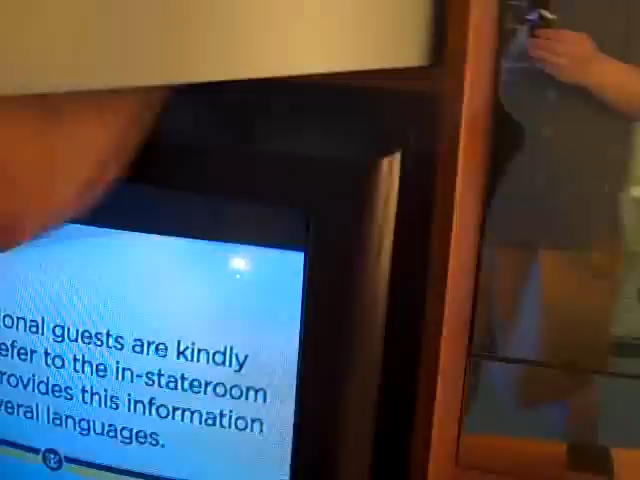 onal guests are kindly
efer to the in-stateroom
rovides this information
veral languages.